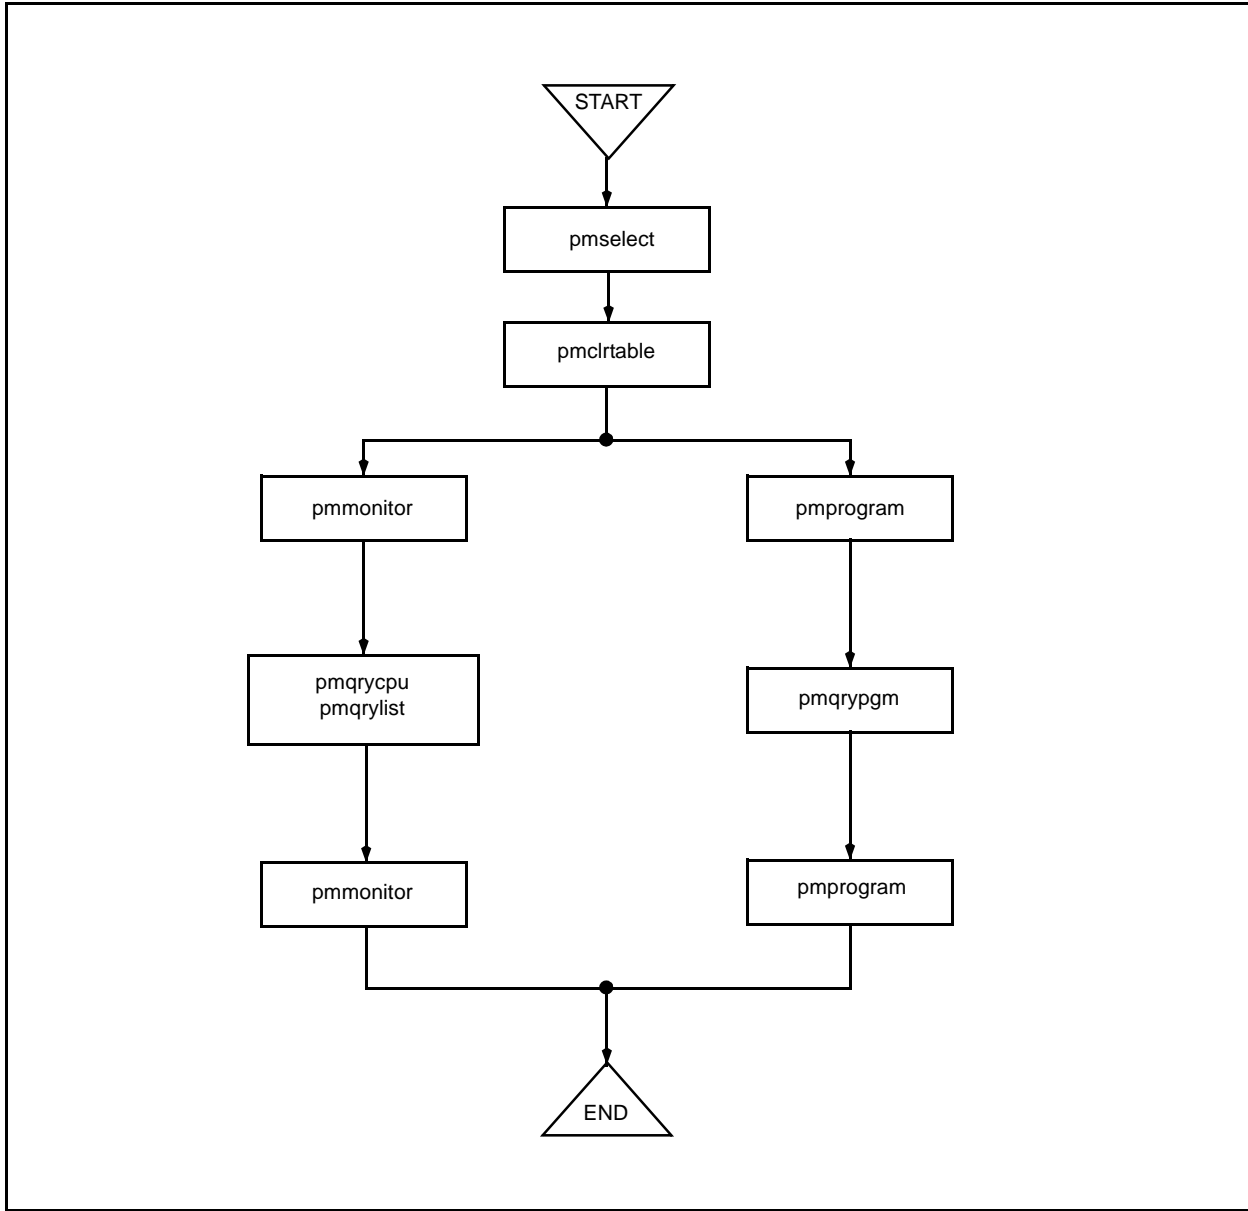 START
pmselect
pmclrtable
pmmonitor
pmprogram
pmqrycpu
pmqrylist
pmqrypgm
pmmonitor
pmprogram
END